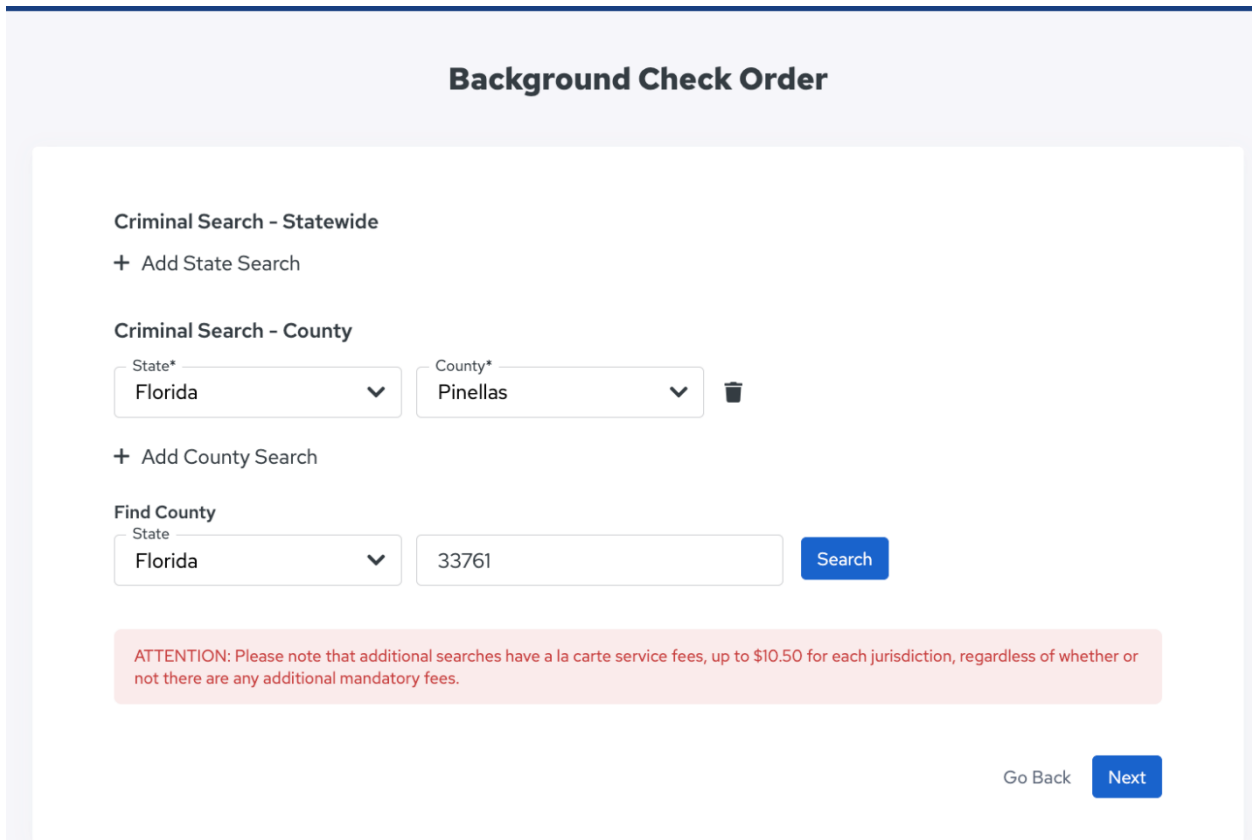 Background Check Order
Criminal Search - Statewide
+ Add State Search
Criminal Search - County
State* County*
Florida Pinellas
+ Add County Search
Find County
State
Florida 33761 Search
ATTENTION: Please note that additional searches have a la carte service fees, up to $10.50 for each jurisdiction, regardless of whether or
not there are any additional mandatory fees.
Go Back Next